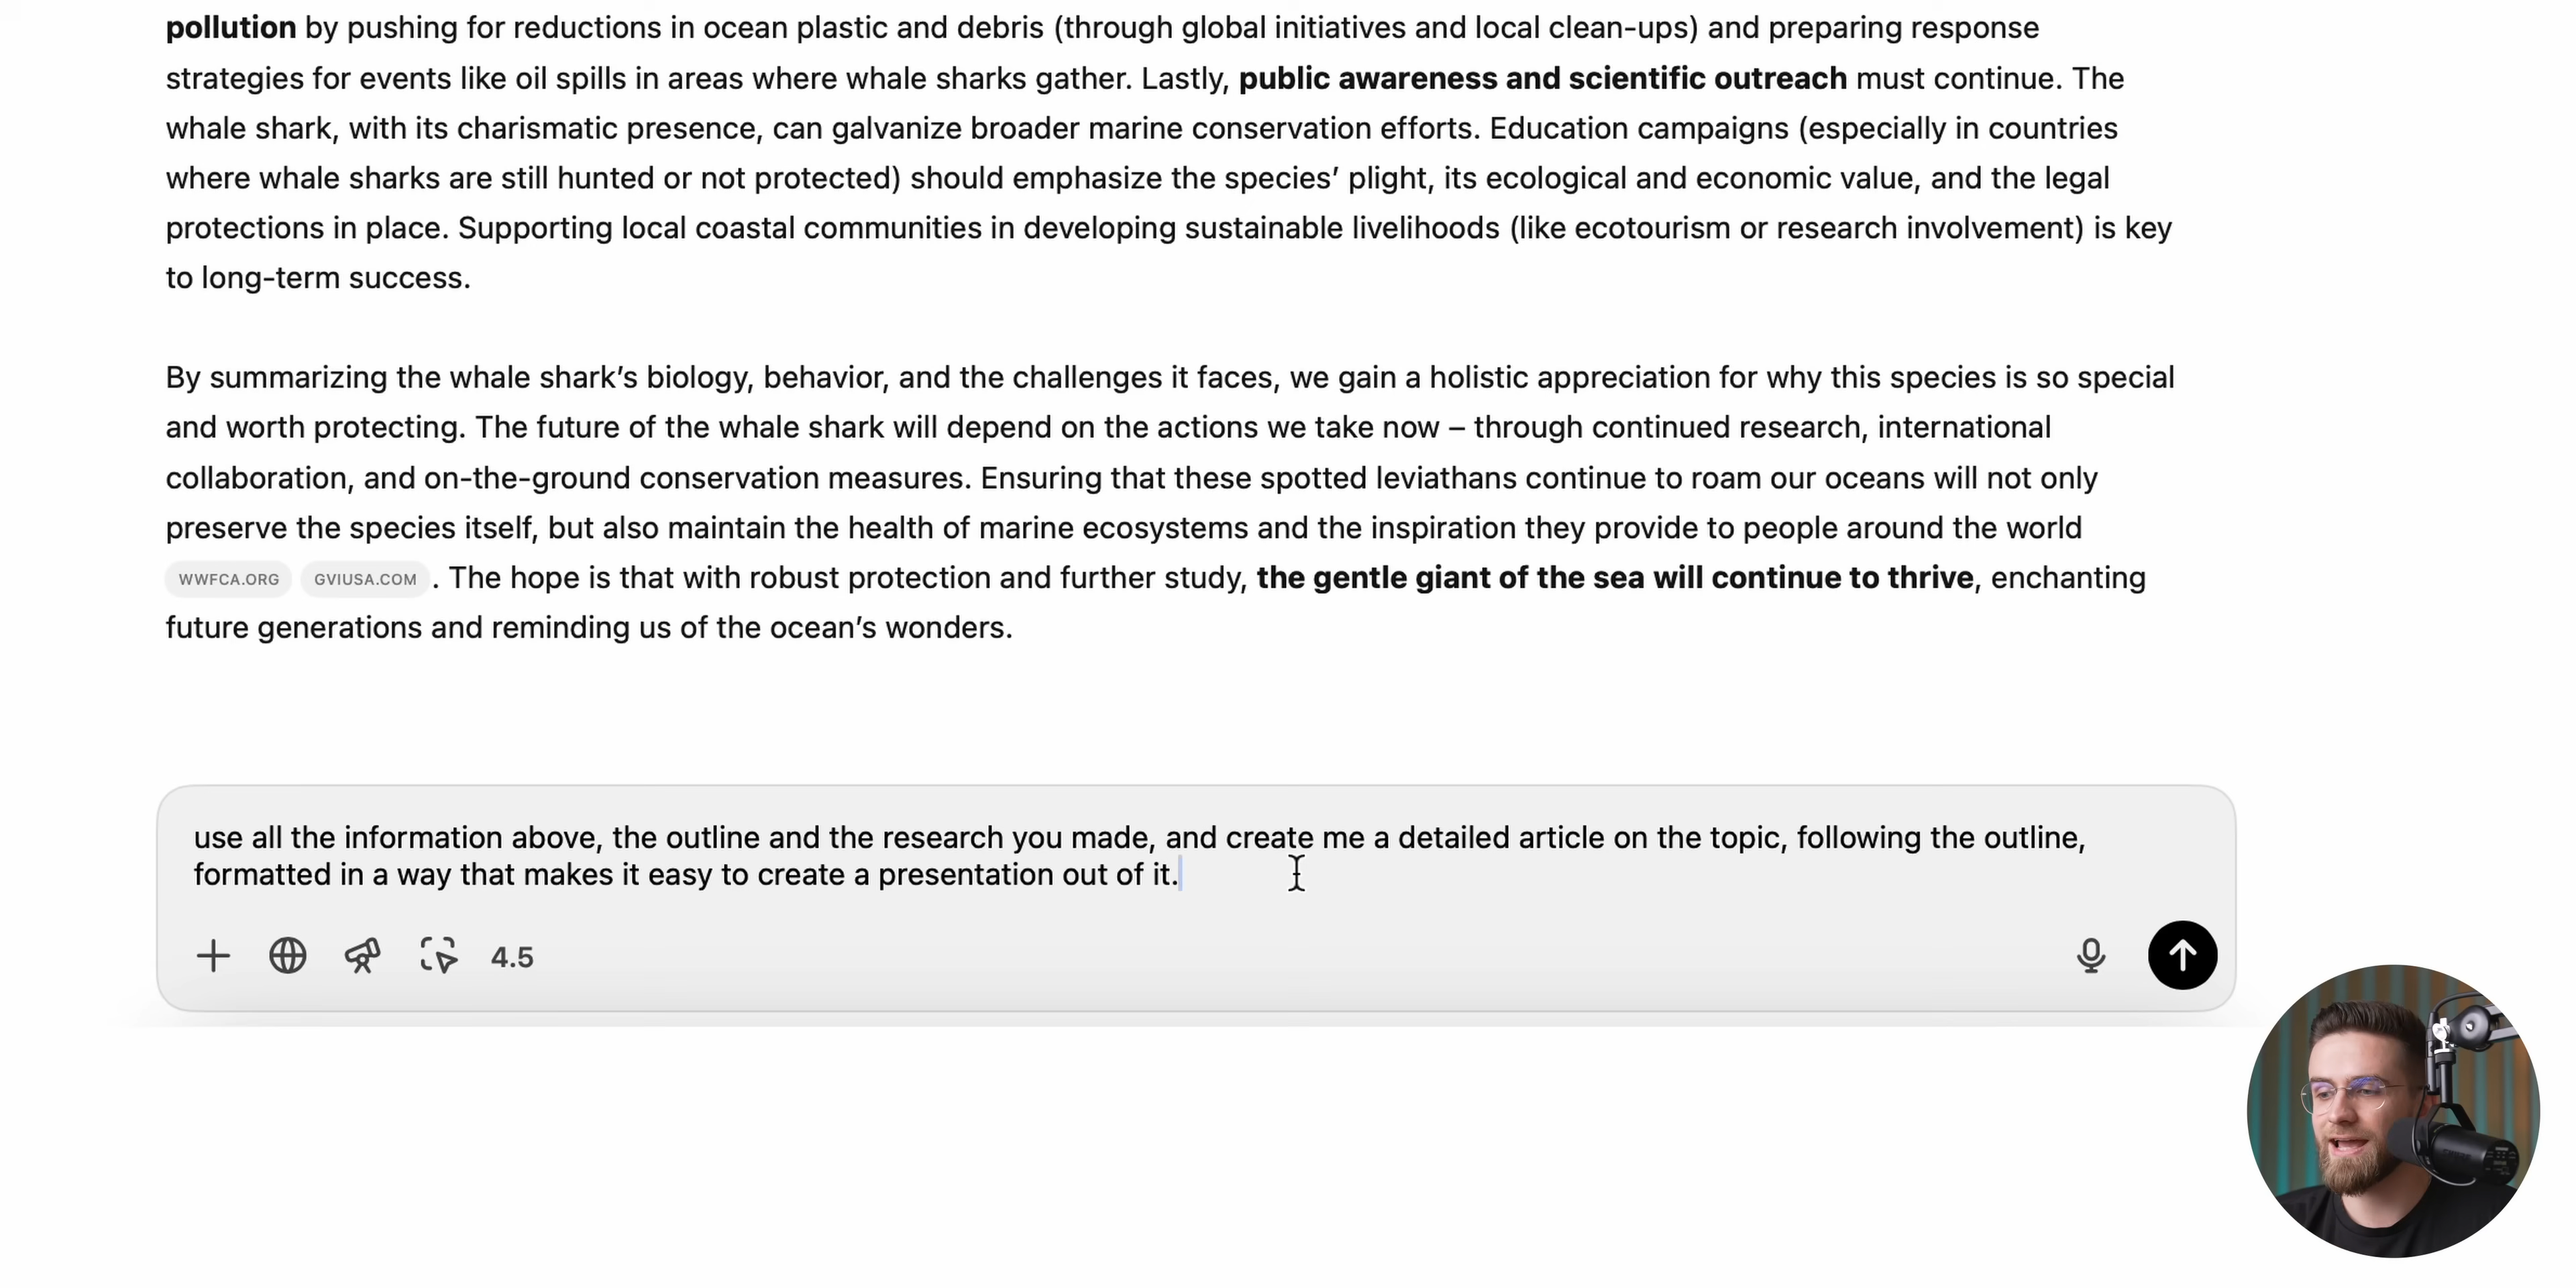 pollution by pushing for reductions in ocean plastic and debris (through global initiatives and local clean-ups) and preparing response
strategies for events like oil spills in areas where whale sharks gather. Lastly, public awareness and scientific outreach must continue. The
whale shark, with its charismatic presence, can galvanize broader marine conservation efforts. Education campaigns (especially in countries
where whale sharks are still hunted or not protected) should emphasize the species’ plight, its ecological and economic value, and the legal
protections in place. Supporting local coastal communities in developing sustainable livelihoods (like ecotourism or research involvement) is key
to long-term success.
By summarizing the whale shark’s biology, behavior, and the challenges it faces, we gain a holistic appreciation for why this species is so special
and worth protecting. The future of the whale shark will depend on the actions we take now – through continued research, international
collaboration, and on-the-ground conservation measures. Ensuring that these spotted leviathans continue to roam our oceans will not only
preserve the species itself, but also maintain the health of marine ecosystems and the inspiration they provide to people around the world
WWFCA.ORG GVIUSA.COM . The hope is that with robust protection and further study, the gentle giant of the sea will continue to thrive, enchanting
future generations and reminding us of the ocean’s wonders.
use all the information above, the outline and the research you made, and create me a detailed article on the topic, following the outline,
formatted in a way that makes it easy to create a presentation out of it.
4.5